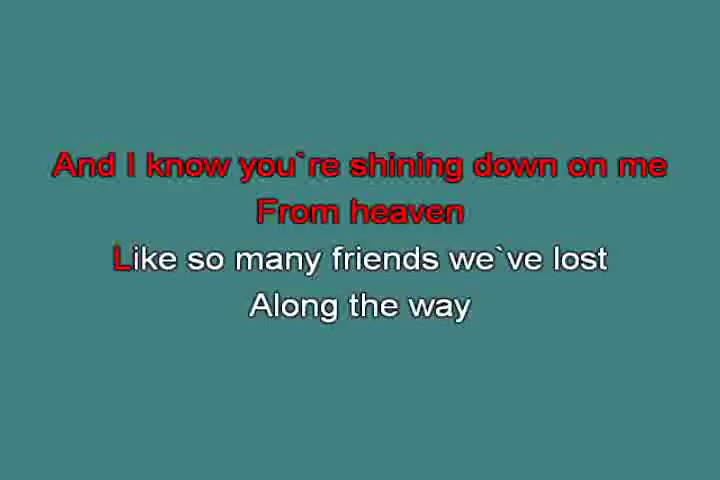 And I know you`re shining down on me
From heaven
Like so many friends we`ve lost
Along the way